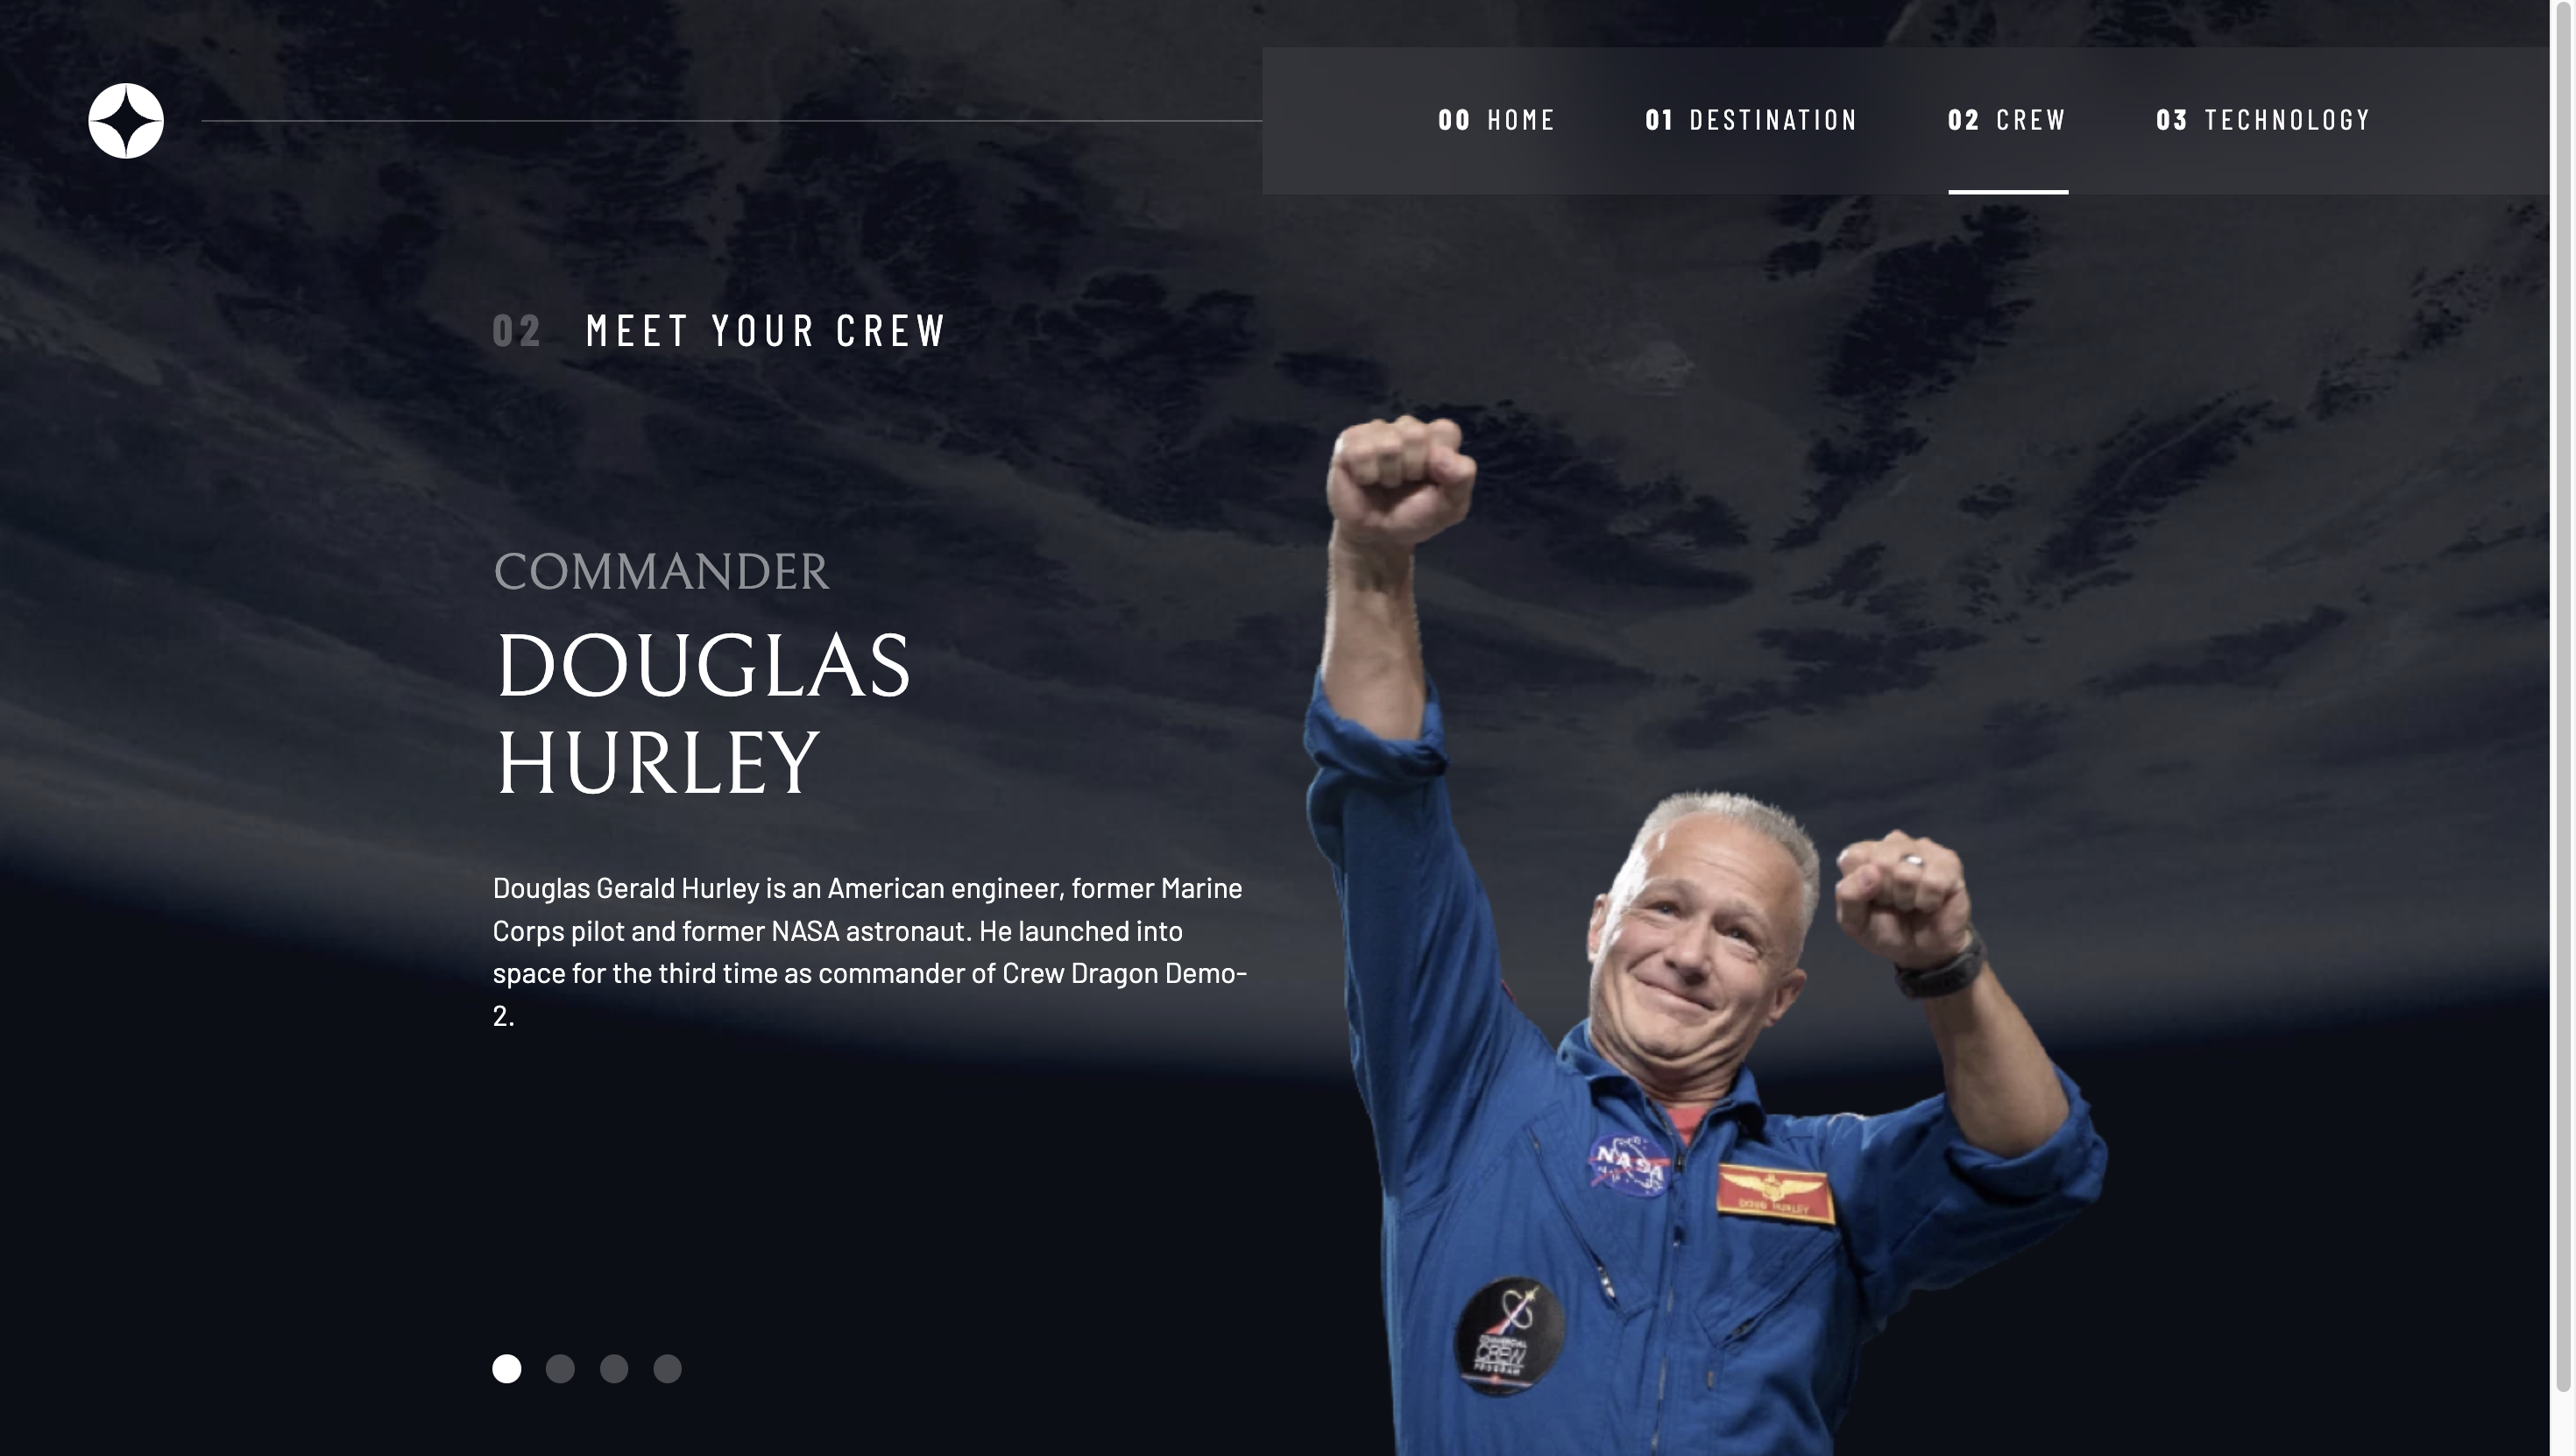 00 HOME 01 DESTINATION 02 CREW 03 TECHNOLOGY
02 MEET YOUR CREW
COMMANDER
DOUGLAS
HURLEY
Douglas Gerald Hurley is an American engineer, former Marine
Corps pilot and former NASA astronaut. He launched into
space for the third time as commander of Crew Dragon Demo-
2.
NASA
DOUG HURLEY
COMMERCIAL
CREW
PROGRAM